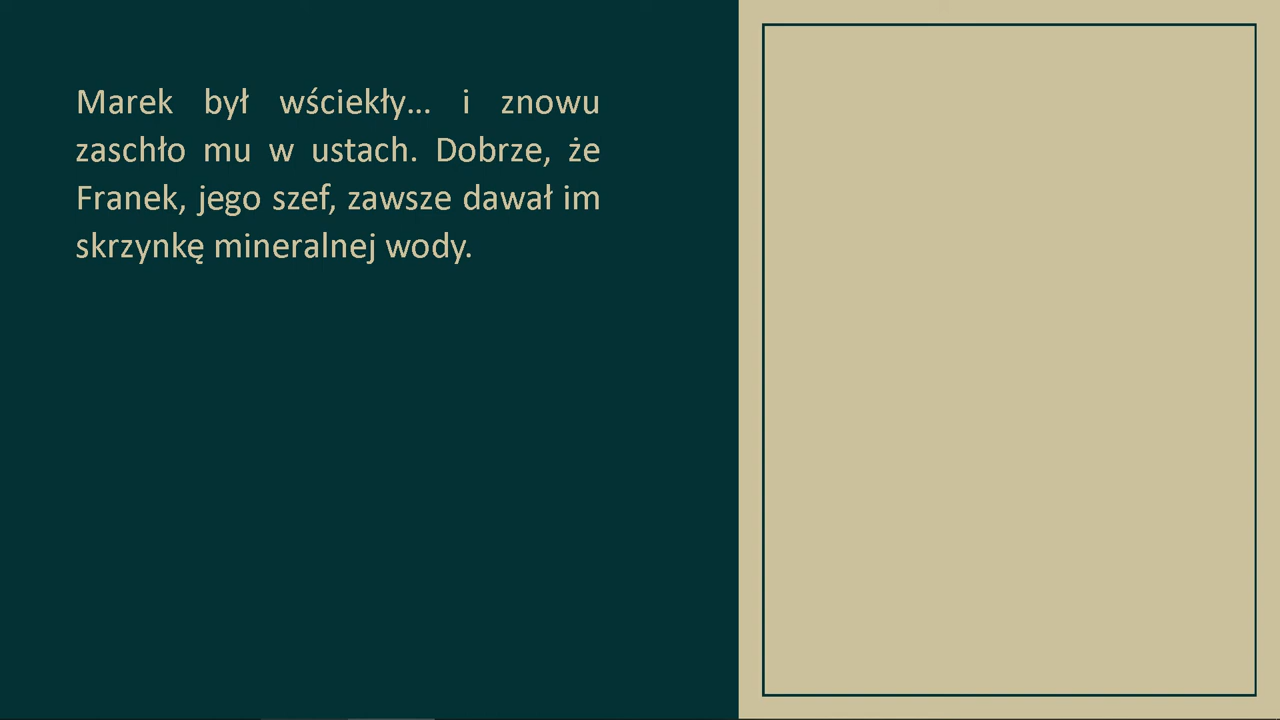 Marek był wściekły... i znowu
zaschło mu w ustach. Dobrze, że
Franek, jego szef, zawsze dawał im
skrzynkę mineralnej wody.